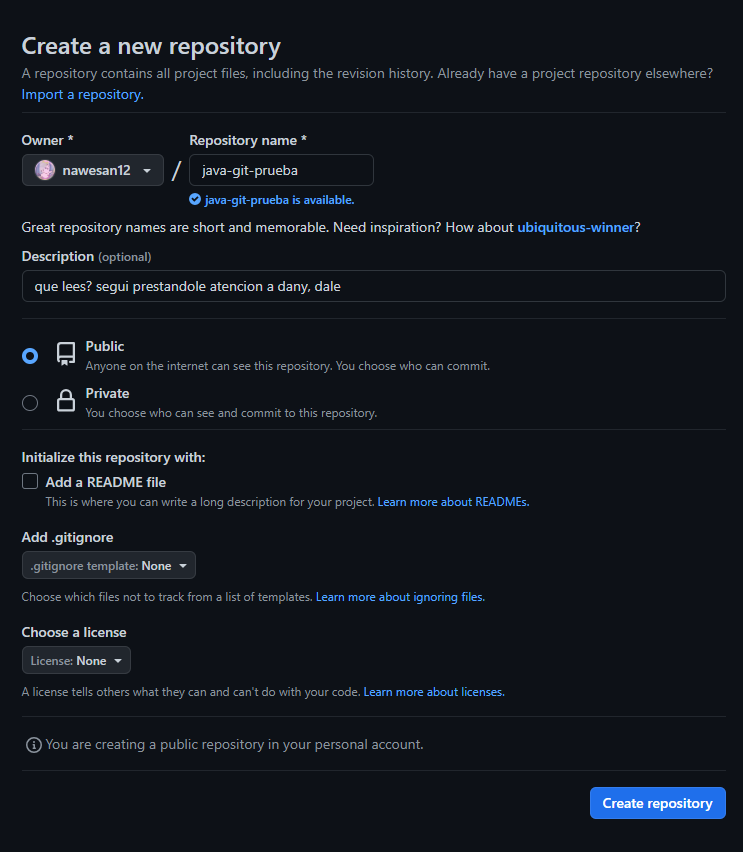 Create a new repository
A repository contains all project files, including the revision history. Already have a project repository elsewhere?
Import a repository.
Owner * Repository name *
nawesan12 / java-git-prueba
java-git-prueba is available.
Great repository names are short and memorable. Need inspiration? How about ubiquitous-winner?
Description (optional)
que lees? segui prestandole atencion a dany, dale
Public
Anyone on the internet can see this repository. You choose who can commit.
Private
You choose who can see and commit to this repository.
Initialize this repository with:
Add a README file
This is where you can write a long description for your project. Learn more about READMEs.
Add .gitignore
.gitignore template: None
Choose which files not to track from a list of templates. Learn more about ignoring files.
Choose a license
License: None
A license tells others what they can and can't do with your code. Learn more about licenses.
You are creating a public repository in your personal account.
Create repository